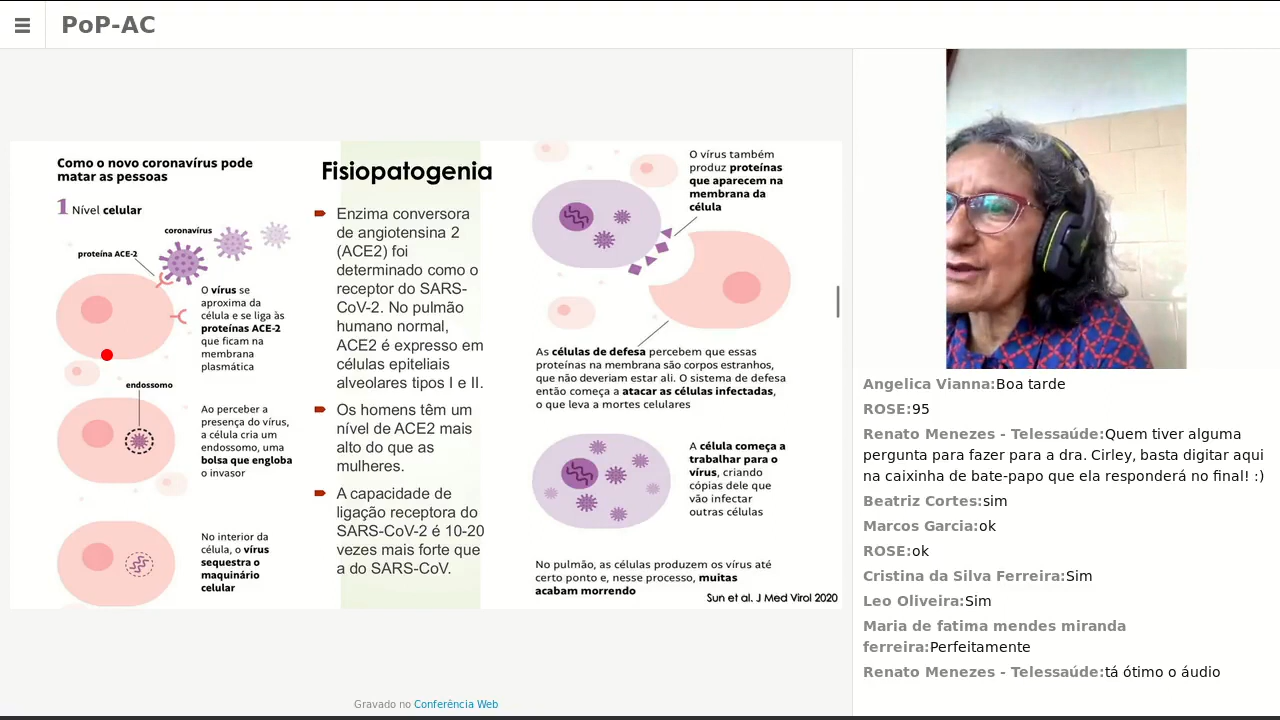 PoP-AC
Como o novo coronavírus pode
matar as pessoas
1 Nível celular
coronavírus
proteína ACE-2
O vírus se
aproxima da
célula e se liga às
proteínas ACE-2
que ficam na
membrana
plasmática
endossomo
Ao perceber a
presença do vírus,
a célula cria um
endossomo, uma
bolsa que engloba
o invasor
No interior da
célula, o vírus
sequestra o
maquinário
celular
Fisiopatogenia
Enzima conversora
de angiotensina 2
(ACE2) foi
determinado como o
receptor do SARS-
CoV-2. No pulmão
humano normal,
ACE2 é expresso em
células epiteliais
alveolares tipos I e II.
Os homens têm um
nível de ACE2 mais
alto do que as
mulheres.
A capacidade de
ligação receptora do
SARS-CoV-2 é 10-20
vezes mais forte que
a do SARS-CoV.
O vírus também
produz proteínas
que aparecem na
membrana da
célula
As células de defesa percebem que essas
proteínas na membrana são corpos estranhos,
que não deveriam estar ali. O sistema de defesa
então começa a atacar as células infectadas,
o que leva a mortes celulares
A célula começa a
trabalhar para o
vírus, criando
cópias dele que
vão infectar
outras células
No pulmão, as células produzem os vírus até
certo ponto e, nesse processo, muitas
acabam morrendo
Sun et al. J Med Virol 2020
Gravado no Conferência Web
Angelica Vianna:Boa tarde
ROSE:95
Renato Menezes - Telessaúde:Quem tiver alguma
pergunta para fazer para a dra. Cirley, basta digitar aqui
na caixinha de bate-papo que ela responderá no final! :)
Beatriz Cortes:sim
Marcos Garcia:ok
ROSE:ok
Cristina da Silva Ferreira:Sim
Leo Oliveira:Sim
Maria de fatima mendes miranda
ferreira:Perfeitamente
Renato Menezes - Telessaúde:tá ótimo o áudio